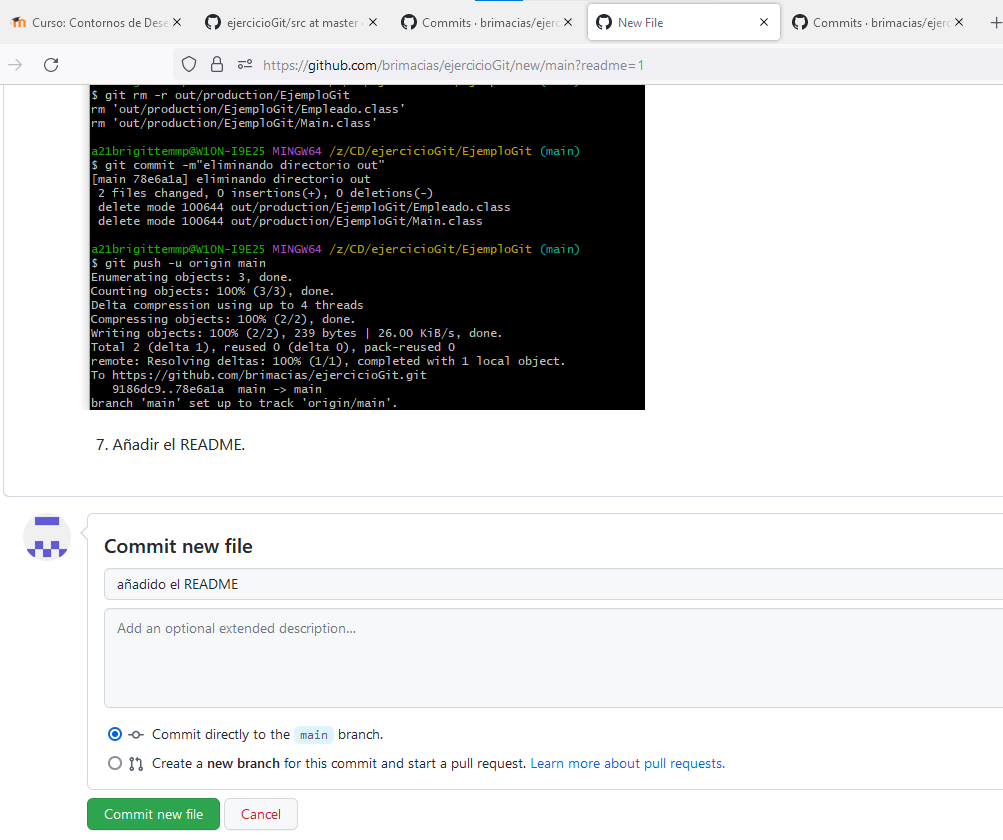 Curso: Contornos de Dese
ejercicioGit/src at master
Commits · brimacias/ejerc
New File
Commits · brimacias/ejerc
https://github.com/brimacias/ejercicioGit/new/main?readme=1
$ git rm -r out/production/EjemploGit
rm 'out/production/EjemploGit/Empleado.class'
rm 'out/production/EjemploGit/Main.class'
a21brigittemmp@W10N-I9E25 MINGW64 /z/CD/ejercicioGit/EjemploGit (main)
$ git commit -m"eliminando directorio out"
[main 78e6a1a] eliminando directorio out
2 files changed, 0 insertions(+), 0 deletions(-)
delete mode 100644 out/production/EjemploGit/Empleado.class
delete mode 100644 out/production/EjemploGit/Main.class
a21brigittemmp@W10N-I9E25 MINGW64 /z/CD/ejercicioGit/EjemploGit (main)
$ git push -u origin main
Enumerating objects: 3, done.
Counting objects: 100% (3/3), done.
Delta compression using up to 4 threads
Compressing objects: 100% (2/2), done.
Writing objects: 100% (2/2), 239 bytes | 26.00 KiB/s, done.
Total 2 (delta 1), reused 0 (delta 0), pack-reused 0
remote: Resolving deltas: 100% (1/1), completed with 1 local object.
To https://github.com/brimacias/ejercicioGit.git
9186dc9..78e6a1a main -> main
branch 'main' set up to track 'origin/main'.
7. Añadir el README.
Commit new file
añadido el README
Add an optional extended description...
Commit directly to the main branch.
Create a new branch for this commit and start a pull request. Learn more about pull requests.
Commit new file
Cancel